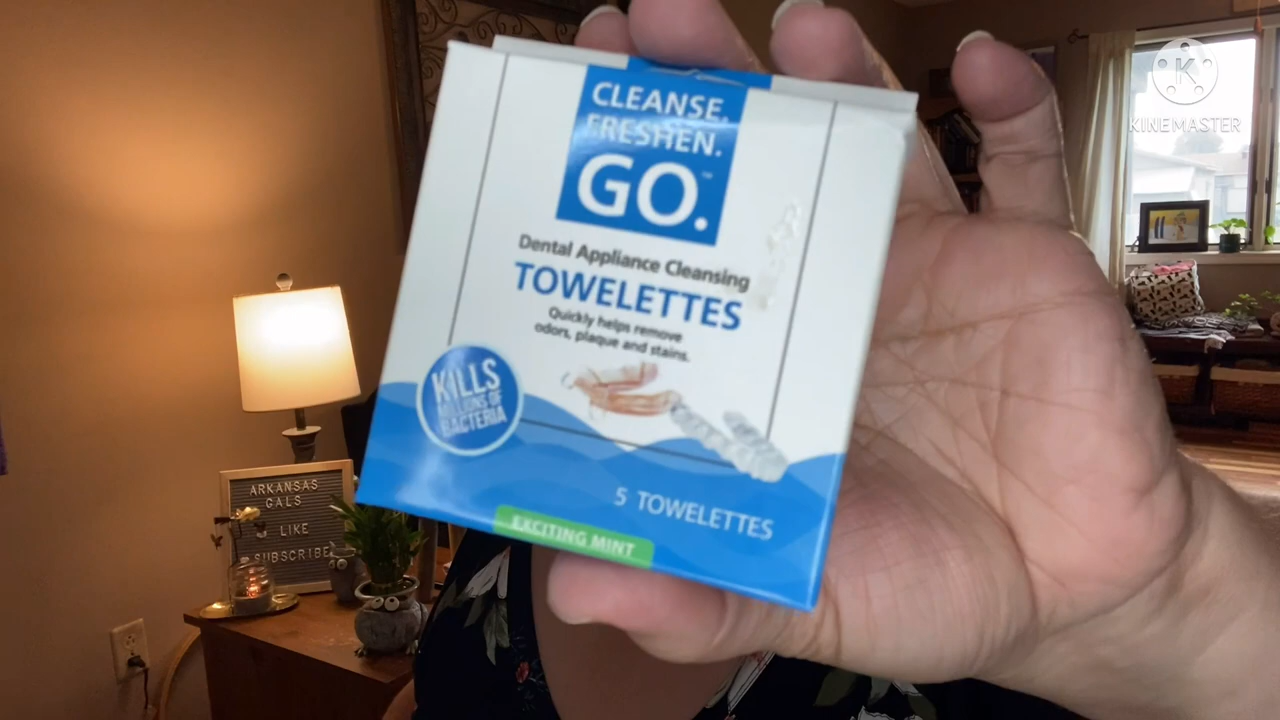 CLEANSE.
FRESHEN.
GO.™
Dental Appliance Cleansing
TOWELETTES
Quickly helps remove
odors, plaque and stains.
KILLS
MILLIONS OF
BACTERIA
5 TOWELETTES
EXCITING MINT
ARKANSAS
GALS
LIKE
SUBSCRIBE
K
KINEMASTER